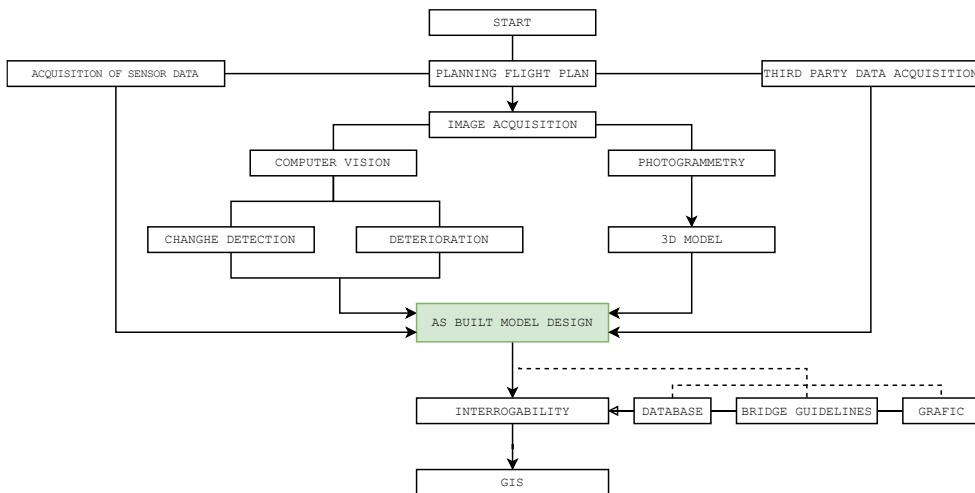 START
ACQUISITION OF SENSOR DATA
PLANNING FLIGHT PLAN
THIRD PARTY DATA ACQUISITION
IMAGE ACQUISITION
COMPUTER VISION
PHOTOGRAMMETRY
CHANGHE DETECTION
DETERIORATION
3D MODEL
AS BUILT MODEL DESIGN
INTERROGABILITY
DATABASE
BRIDGE GUIDELINES
GRAFIC
GIS